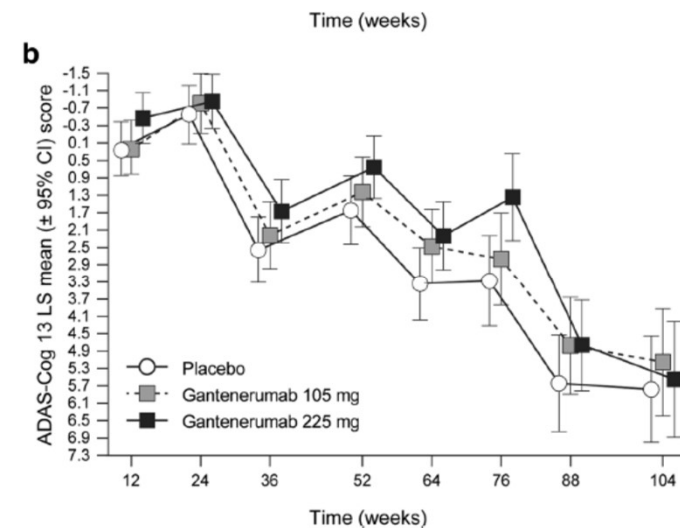 Time (weeks)
b
ADAS-Cog 13 LS mean (± 95% CI) score
-1.5
-1.1
-0.7
-0.3
0.1
0.5
0.9
1.3
1.7
2.1
2.5
2.9
3.3
3.7
4.1
4.5
4.9
5.3
5.7
6.1
6.5
6.9
7.3
Placebo
Gantenerumab 105 mg
Gantenerumab 225 mg
12 24 36 52 64 76 88 104
Time (weeks)